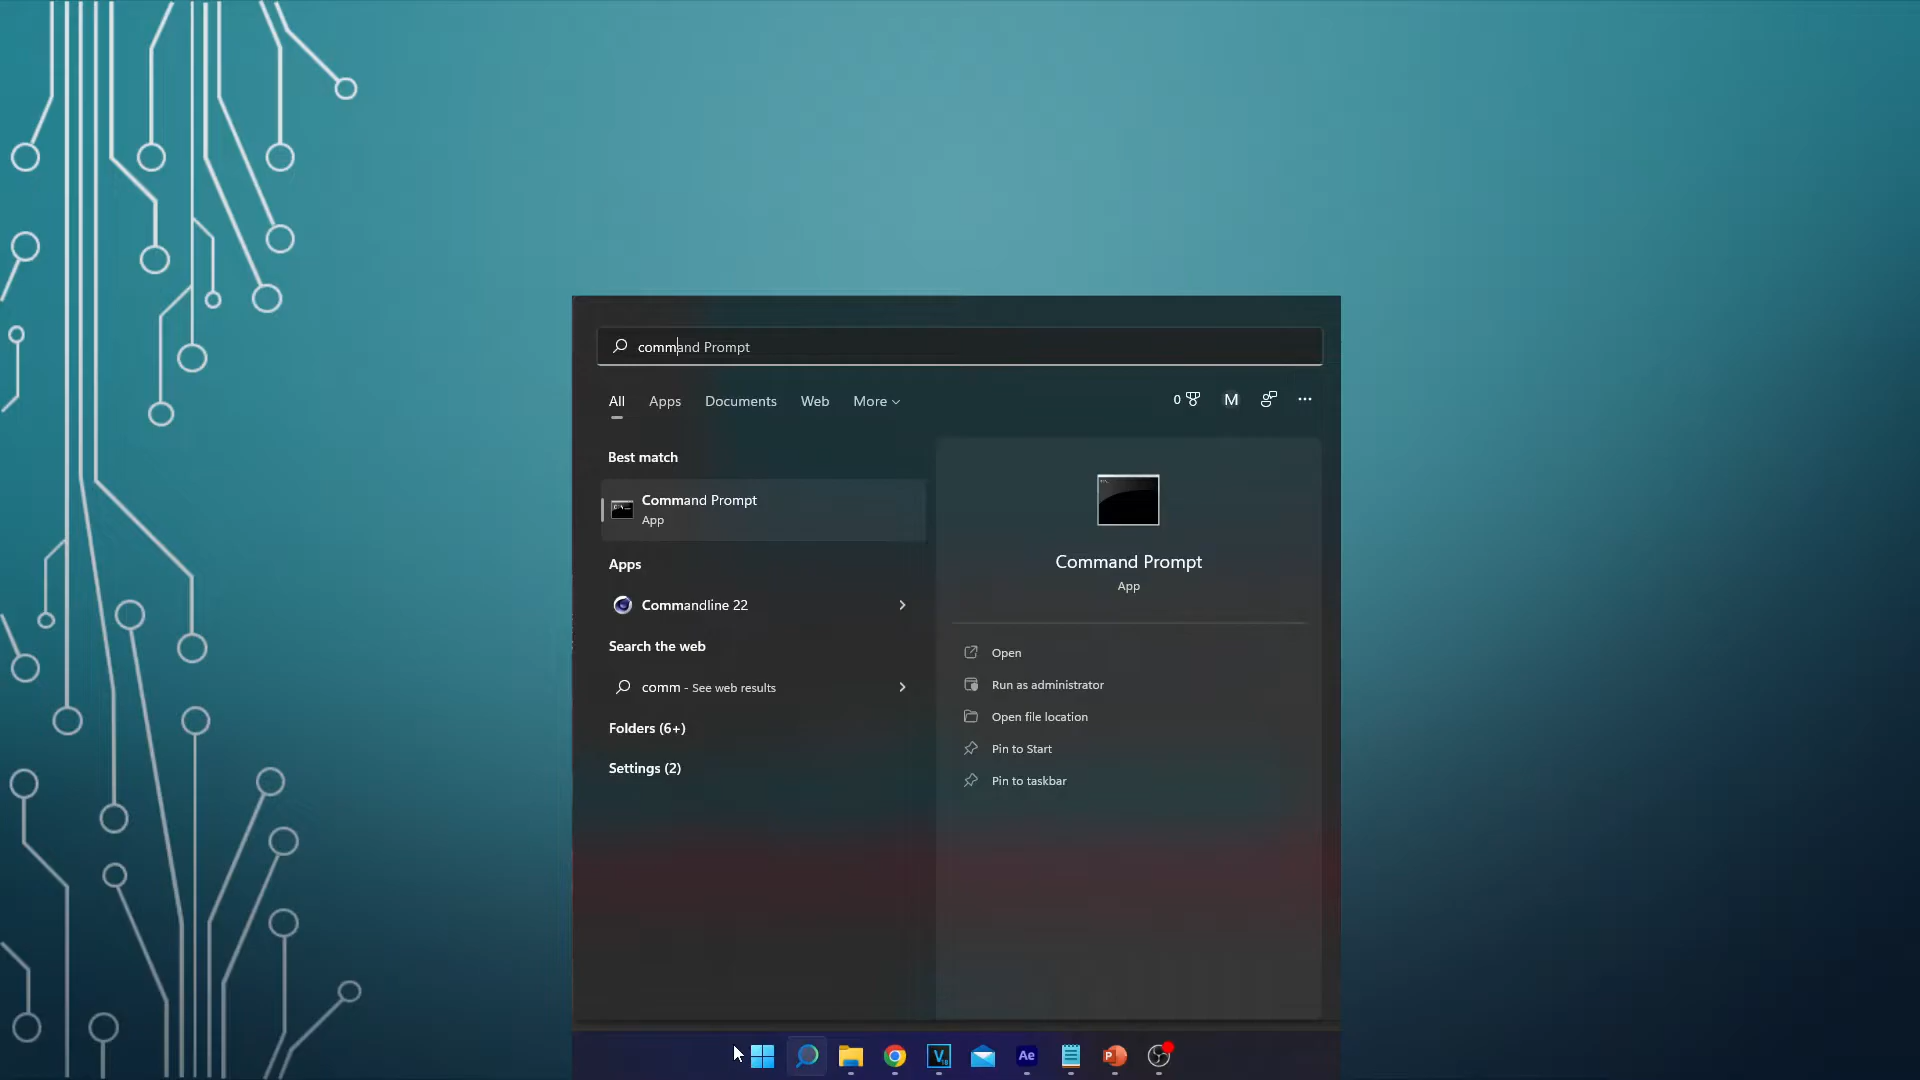 command Prompt
All Apps Documents Web More 0 M
Best match
Command Prompt
App
Apps
Commandline 22
Search the web
comm - See web results
Folders (6+)
Settings (2)
Command Prompt
App
Open
Run as administrator
Open file location
Pin to Start
Pin to taskbar
V Ae P